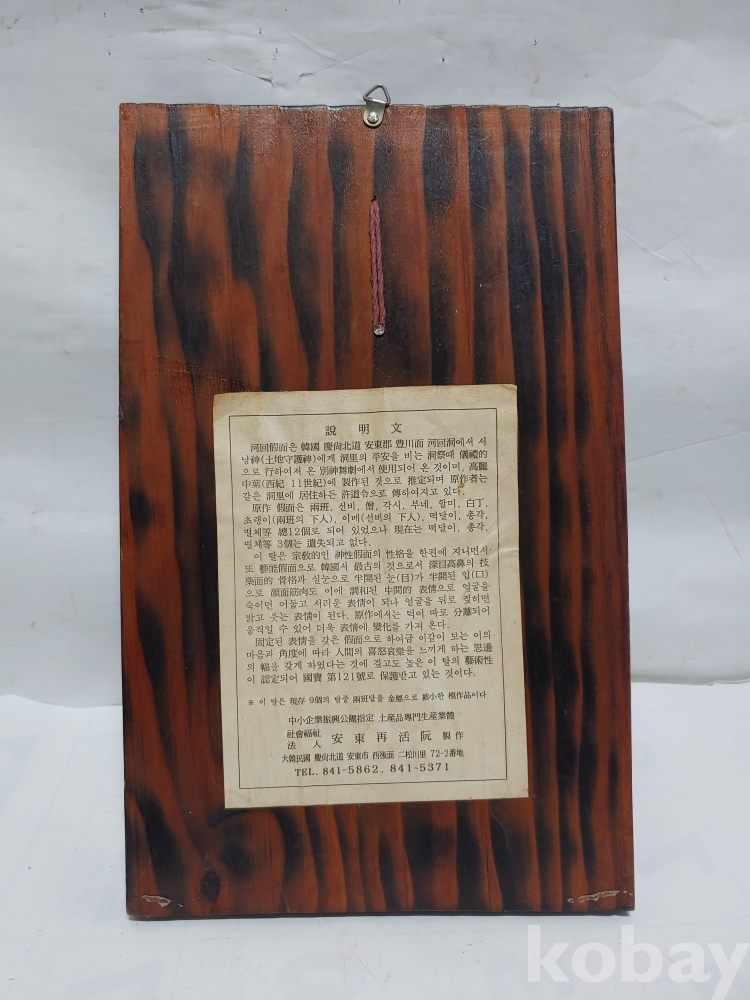 說明文
河回假面은 韓國 慶尙北道 安東郡 豊川面 河回洞에서 서
낭神(土地守護神)에게 洞里의 平安을 비는 洞祭때 儀禮的
으로 行하여져 온 別神舞劇에서 使用되어 온 것이며, 高麗
中葉(西紀 11世紀)에 製作된 것으로 推定되며 原作者는
같은 洞里에 居住하는 許道令으로 傳하여지고 있다.
原作 假面은 兩班, 선비, 僧, 각시, 부네, 할미, 白丁,
초랭이(兩班의 下人), 이메(선비의 下人), 떡달이, 총각,
별체等 總12個로 되어 있었으나 現在는 떡달이, 총각,
별체等 3個는 遺失되고 없다.
이 탈은 宗敎的인 神性假面의 性格을 한편에 지니면서
또 藝能假面으로 韓國서 最古의 것으로서 深目高鼻의 技
樂面的 骨格과 실눈으로 半開된 눈(目)가 半開된 입(口)
으로 顔面筋肉도 이에 調和된 中間的 表情으로 얼굴을
숙이면 어둡고 서러운 表情이 되나 얼굴을 뒤로 젖히면
밝고 웃는 表情이 된다. 原作에서는 턱이 따로 分離되어
움직일 수 있어 더욱 表情에 變化를 가져 온다.
固定된 表情을 갖은 假面으로 하여금 이같이 보는 이의
마음과 角度에 따라 人間의 喜怒哀樂을 느끼게 하는 思邊
의 幅을 갖게 하였다는 것에 깊고도 높은 이 탈의 藝術性
이 認定되어 國寶 第121號로 保護받고 있는 것이다.
※ 이 탈은 現存 9個의 탈중 兩班탈을 金屬으로 縮小한 模作品이다
中小企業振興公團指定 土産品專門生産業體
社會福祉
法人 安東再活院 製作
大韓民國 慶尙北道 安東市 西後面 二松川里 72-2番地
TEL. 841-5862, 841-5371
kobay